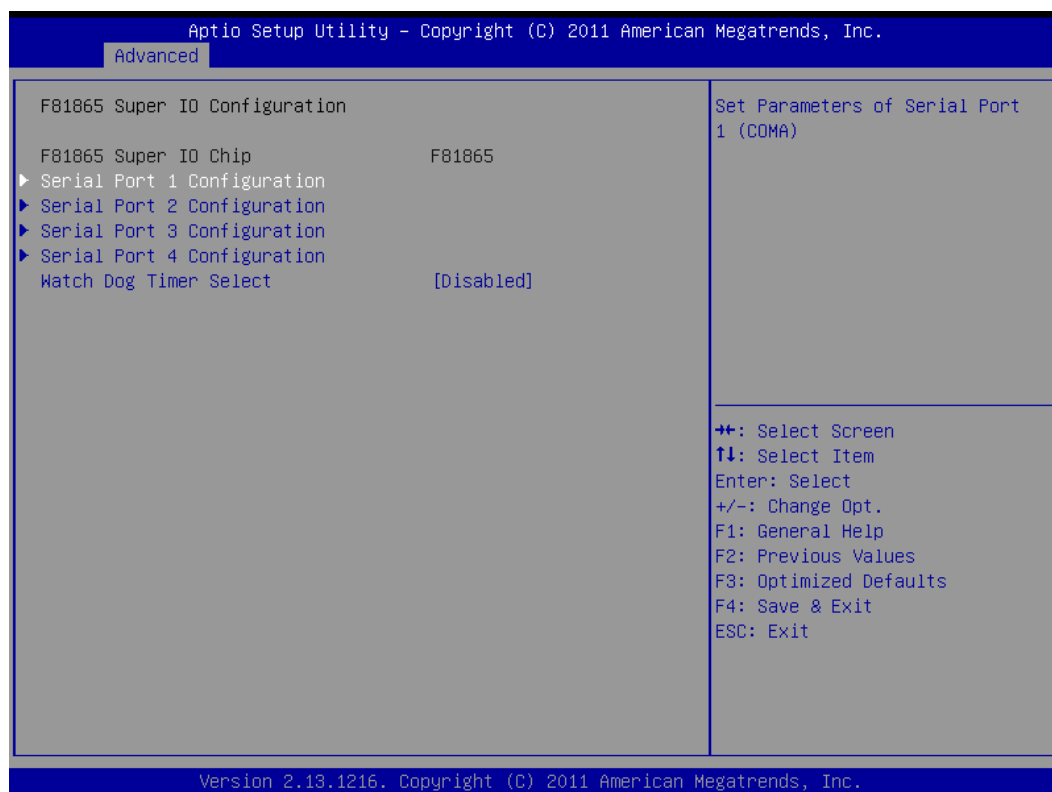 Aptio Setup Utility – Copyright (C) 2011 American Megatrends, Inc.
Advanced
F81865 Super IO Configuration
F81865 Super IO Chip F81865
▶ Serial Port 1 Configuration
▶ Serial Port 2 Configuration
▶ Serial Port 3 Configuration
▶ Serial Port 4 Configuration
Watch Dog Timer Select [Disabled]
Set Parameters of Serial Port
1 (COMA)
→←: Select Screen
↑↓: Select Item
Enter: Select
+/-: Change Opt.
F1: General Help
F2: Previous Values
F3: Optimized Defaults
F4: Save & Exit
ESC: Exit
Version 2.13.1216. Copyright (C) 2011 American Megatrends, Inc.